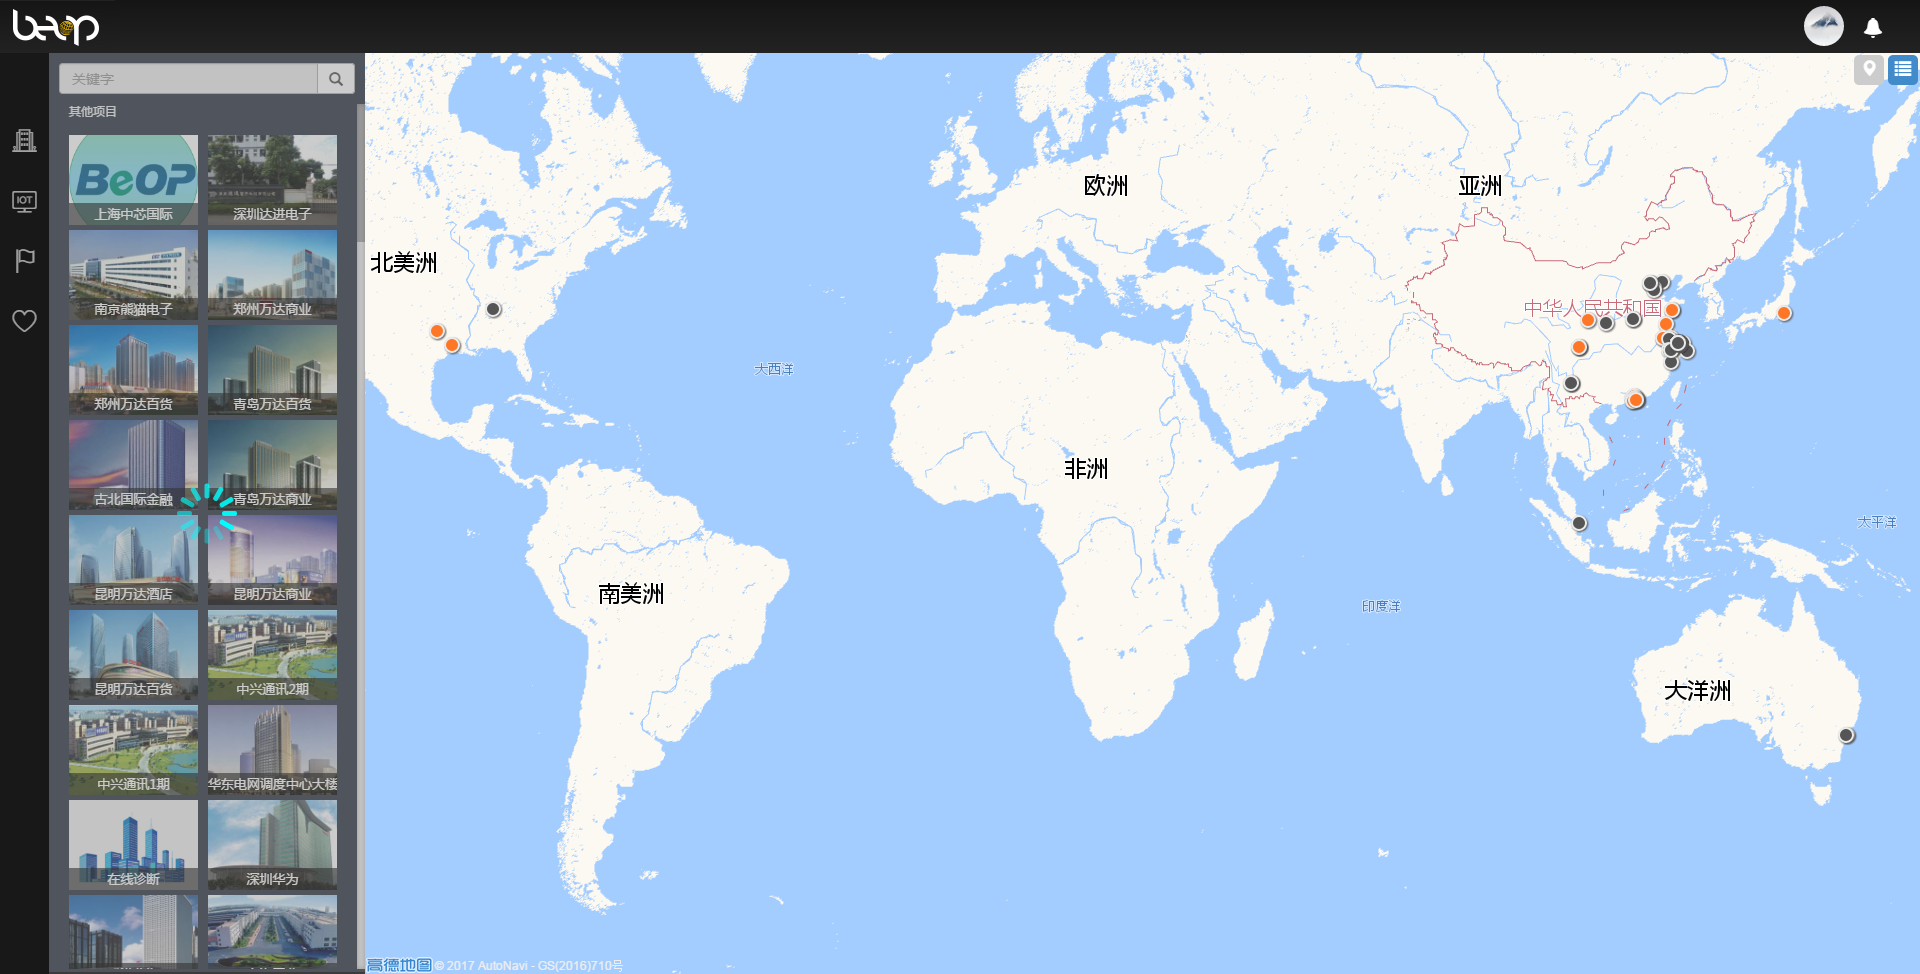 beop
关键字
其他项目
BeOP
上海中芯国际
深圳达进电子
南京熊猫电子
郑州万达商业
郑州万达百货
青岛万达百货
古北国际金融
青岛万达商业
IOT
昆明万达酒店
昆明万达商业
昆明万达百货
中兴通讯2期
中兴通讯1期
华东电网调度中心大楼
在线诊断
深圳华为
北美洲
欧洲
亚洲
中华人民共和国
大西洋
非洲
太平洋
南美洲
印度洋
大洋洲
高德地图 © 2017 AutoNavi - GS(2016)710号